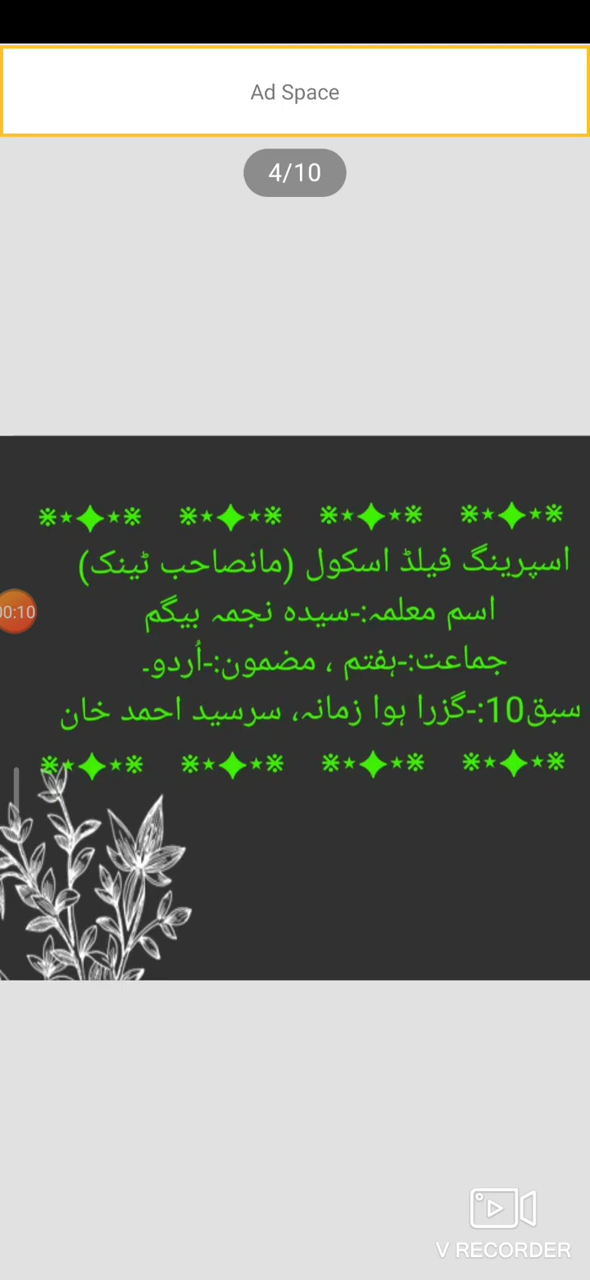 Ad Space
4/10
اسپرینگ فیلڈ اسکول (مانصاحب ٹینک)
اسم معلمہ:-سیدہ نجمہ بیگم
جماعت:-ہفتم ، مضمون:-اُردو۔
سبق10:-گزرا ہوا زمانہ، سرسید احمد خان
00:10
V RECORDER